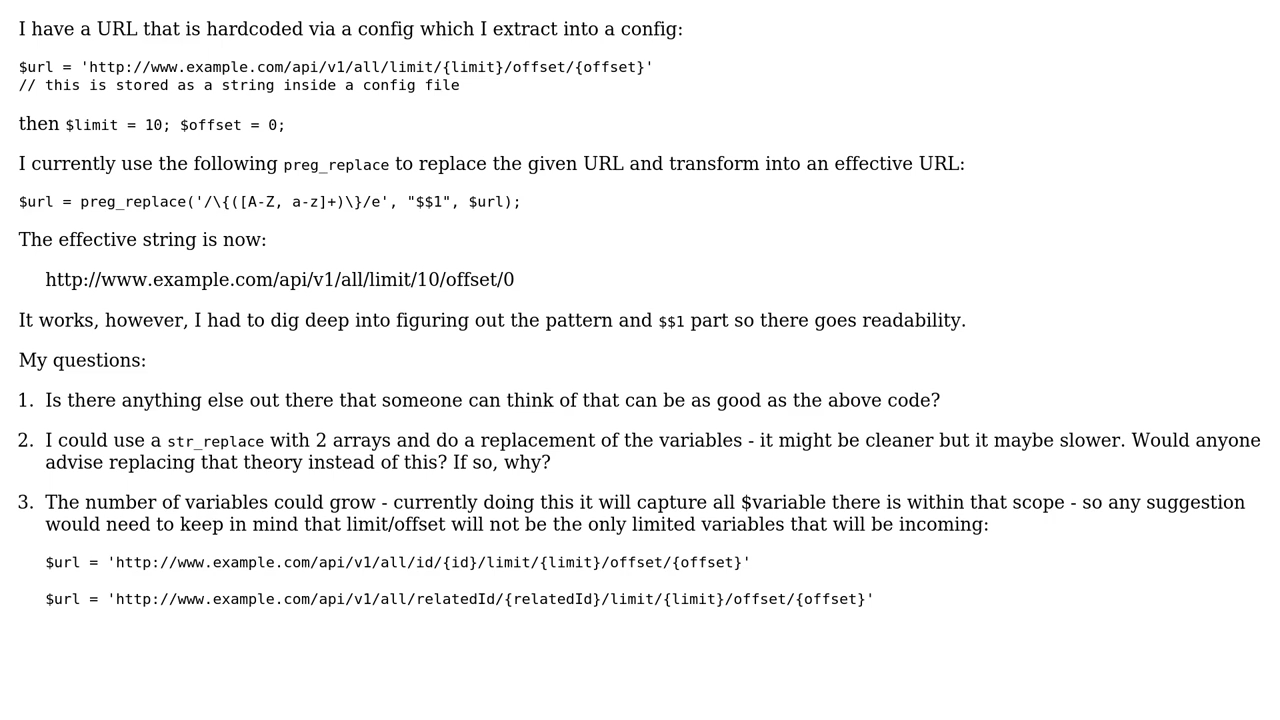 I have a URL that is hardcoded via a config which I extract into a config:
$url = 'http://www.example.com/api/v1/all/limit/{limit}/offset/{offset}'
// this is stored as a string inside a config file
then $limit = 10; $offset = 0;
I currently use the following preg_replace to replace the given URL and transform into an effective URL:
$url = preg_replace('/\{([A-Z, a-z]+)\}/e', "$$1", $url);
The effective string is now:
http://www.example.com/api/v1/all/limit/10/offset/0
It works, however, I had to dig deep into figuring out the pattern and $$1 part so there goes readability.
My questions:
1. Is there anything else out there that someone can think of that can be as good as the above code?
2. I could use a str_replace with 2 arrays and do a replacement of the variables - it might be cleaner but it maybe slower. Would anyone
advise replacing that theory instead of this? If so, why?
3. The number of variables could grow - currently doing this it will capture all $variable there is within that scope - so any suggestion
would need to keep in mind that limit/offset will not be the only limited variables that will be incoming:
$url = 'http://www.example.com/api/v1/all/id/{id}/limit/{limit}/offset/{offset}'
$url = 'http://www.example.com/api/v1/all/relatedId/{relatedId}/limit/{limit}/offset/{offset}'